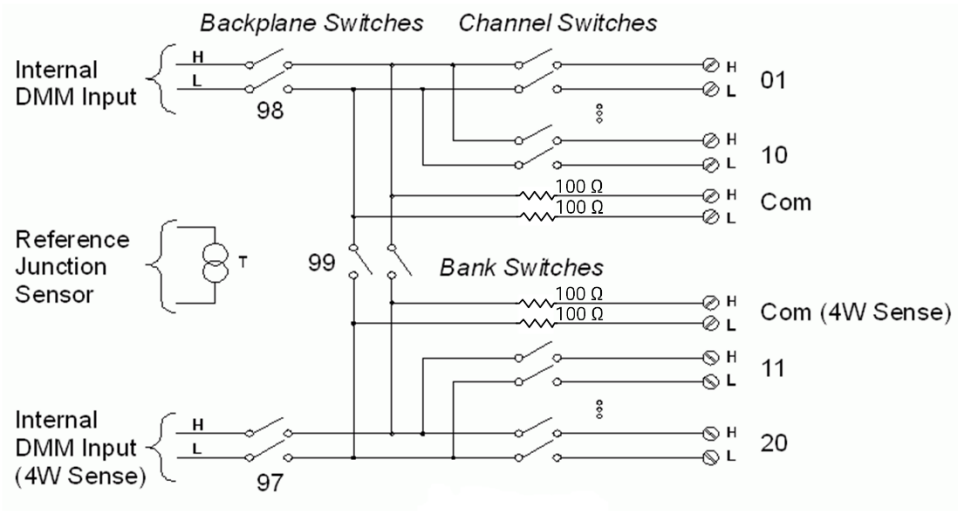 Backplane Switches Channel Switches
Internal DMM Input
H
L
98
H
L
01
H
L
10
100 Ω
100 Ω
H
L
Com
Reference Junction Sensor
T
99
Bank Switches
100 Ω
100 Ω
H
L
Com (4W Sense)
H
L
11
Internal DMM Input (4W Sense)
H
L
97
H
L
20